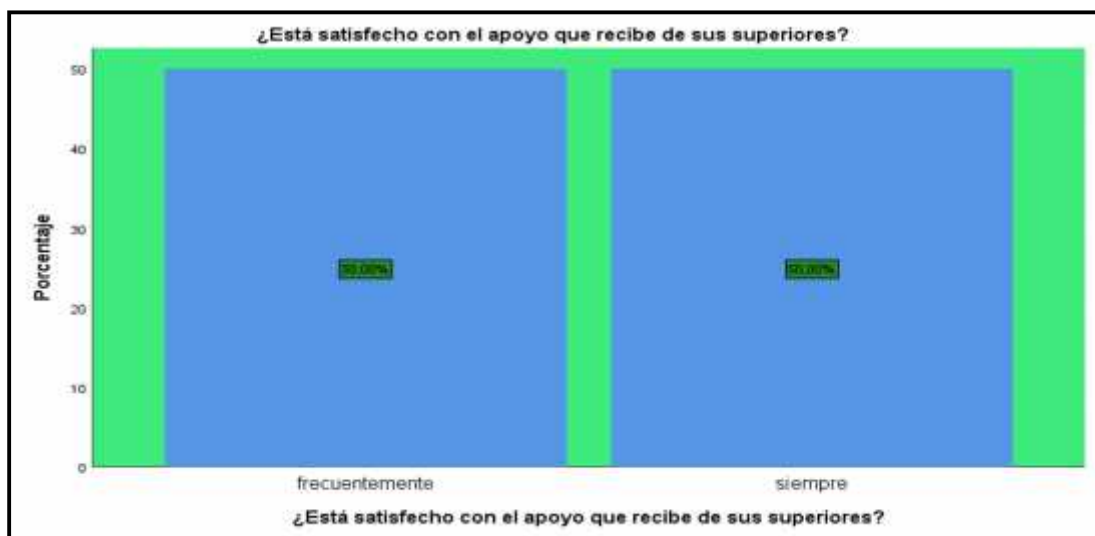 ¿Está satisfecho con el apoyo que recibe de sus superiores?
50
40
30
20
10
0
Porcentaje
50,00%
50,00%
frecuentemente
siempre
¿Está satisfecho con el apoyo que recibe de sus superiores?